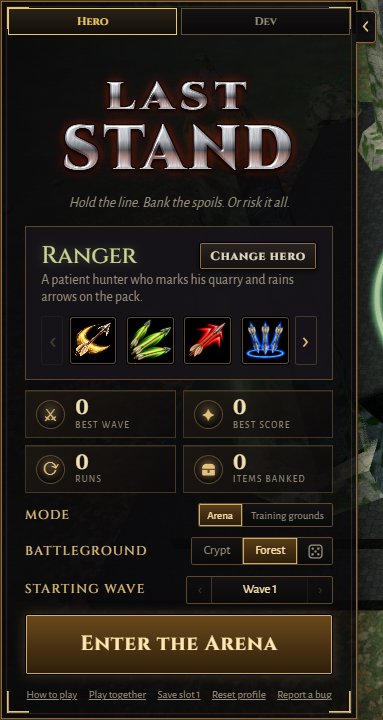 Hero
Dev
LAST
STAND
Hold the line. Bank the spoils. Or risk it all.
Ranger
Change hero
A patient hunter who marks his quarry and rains
arrows on the pack.
0
BEST WAVE
0
BEST SCORE
0
RUNS
0
ITEMS BANKED
MODE
Arena
Training grounds
BATTLEGROUND
Crypt
Forest
STARTING WAVE
Wave 1
Enter the Arena
How to play
Play together
Save slot 1
Reset profile
Report a bug